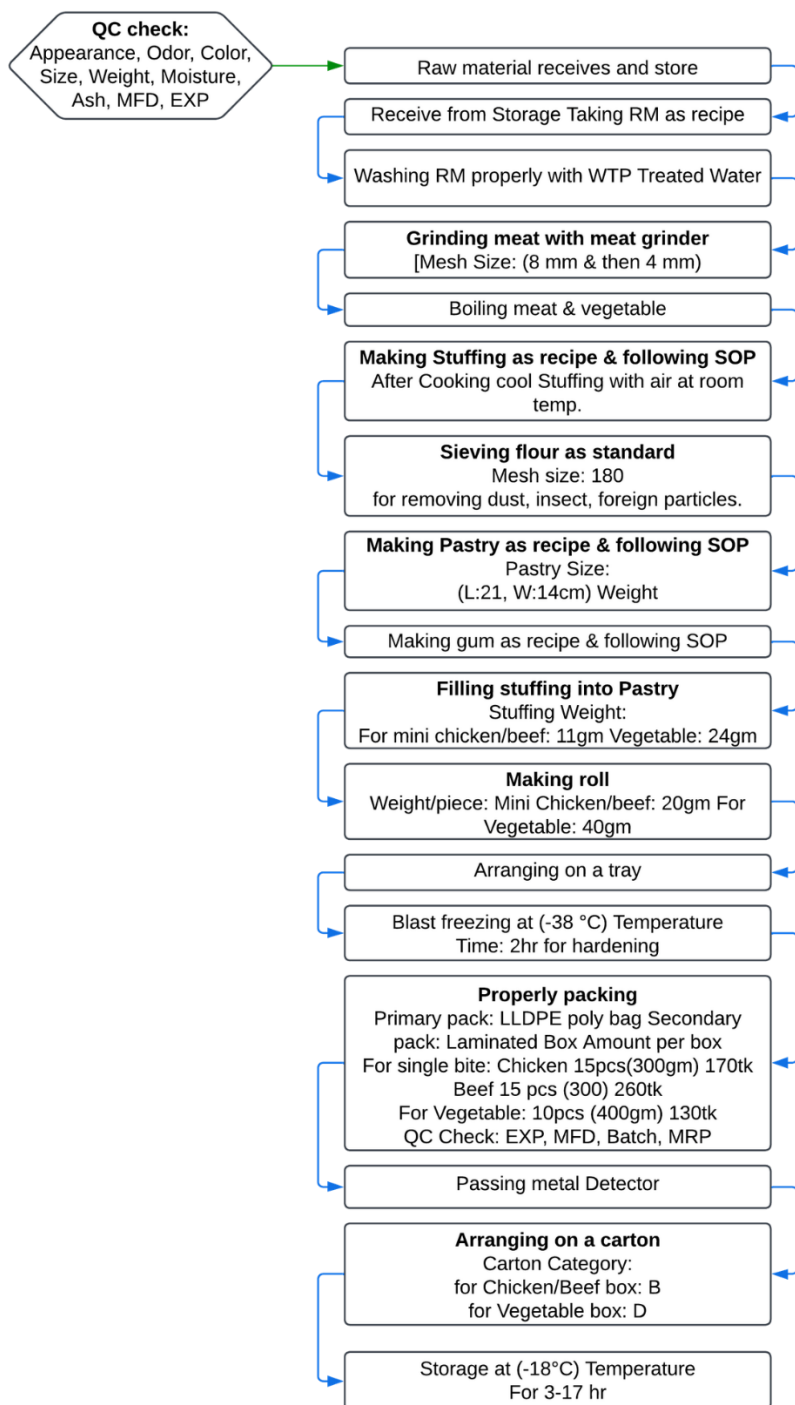 QC check:
Appearance, Odor, Color,
Size, Weight, Moisture,
Ash, MFD, EXP
Raw material receives and store
Receive from Storage Taking RM as recipe
Washing RM properly with WTP Treated Water
Grinding meat with meat grinder
[Mesh Size: (8 mm & then 4 mm)
Boiling meat & vegetable
Making Stuffing as recipe & following SOP
After Cooking cool Stuffing with air at room
temp.
Sieving flour as standard
Mesh size: 180
for removing dust, insect, foreign particles.
Making Pastry as recipe & following SOP
Pastry Size:
(L:21, W:14cm) Weight
Making gum as recipe & following SOP
Filling stuffing into Pastry
Stuffing Weight:
For mini chicken/beef: 11gm Vegetable: 24gm
Making roll
Weight/piece: Mini Chicken/beef: 20gm For
Vegetable: 40gm
Arranging on a tray
Blast freezing at (-38 °C) Temperature
Time: 2hr for hardening
Properly packing
Primary pack: LLDPE poly bag Secondary
pack: Laminated Box Amount per box
For single bite: Chicken 15pcs(300gm) 170tk
Beef 15 pcs (300) 260tk
For Vegetable: 10pcs (400gm) 130tk
QC Check: EXP, MFD, Batch, MRP
Passing metal Detector
Arranging on a carton
Carton Category:
for Chicken/Beef box: B
for Vegetable box: D
Storage at (-18°C) Temperature
For 3-17 hr